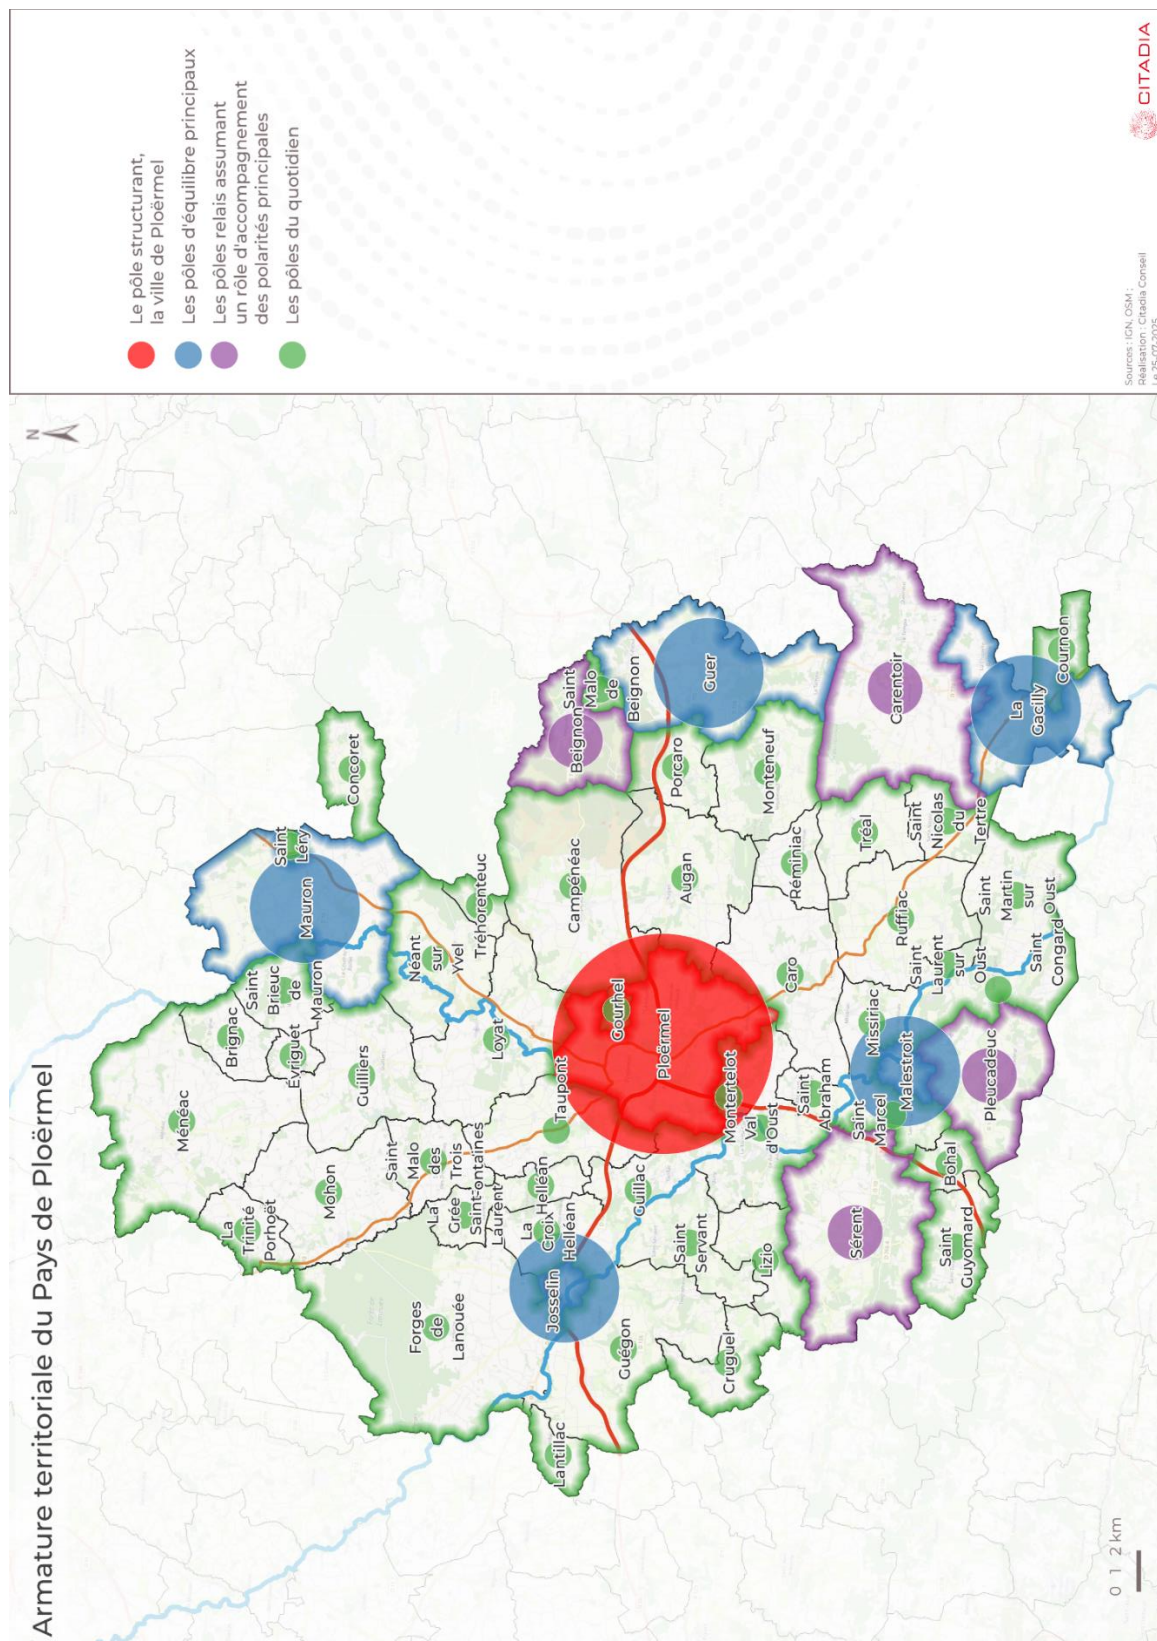 Armature territoriale du Pays de Ploërmel
N
La
Trinité
Porhoët
Ménéac
Brignac
Saint
Brieuc
de
Mauron
Évriguet
Mauron
Saint
Léry
Concoret
Mohon
Guilliers
Saint
Malo
des
Trois
Fontaines
Néant
sur
Yvel
Tréhorenteuc
Forges
de
Lanouée
La
Grée
Saint
Laurent
Loyat
Lantillac
Josselin
La
Croix
Helléan
Helléan
Taupont
Campénéac
Beignon
Saint
Malo
de
Beignon
Guégon
Guillac
Gourhel
Ploërmel
Augan
Porcaro
Guer
Cruguel
Saint
Servant
Lizio
Montertelot
Val
d'Oust
Saint
Abraham
Caro
Réminiac
Monteneuf
Sérent
Saint
Marcel
Malestroit
Missiriac
Ruffiac
Tréal
Carentoir
Saint
Guyomard
Bohal
Pleucadeuc
Saint
Laurent
sur
Oust
Saint
Nicolas
du
Tertre
Saint
Congard
Saint
Martin
sur
Oust
La
Gacilly
Cournon
0 1 2 km
Le pôle structurant,
la ville de Ploërmel
Les pôles d'équilibre principaux
Les pôles relais assumant
un rôle d'accompagnement
des polarités principales
Les pôles du quotidien
Sources : IGN, OSM ;
Réalisation : Citadia Conseil
Le 25-07-2025
CITADIA